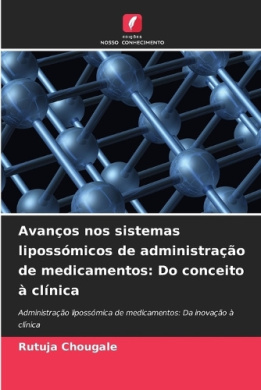 edições
NOSSO CONHECIMENTO
Avanços nos sistemas
lipossómicos de administração
de medicamentos: Do conceito
à clínica
Administração lipossómica de medicamentos: Da inovação à
clínica
Rutuja Chougale